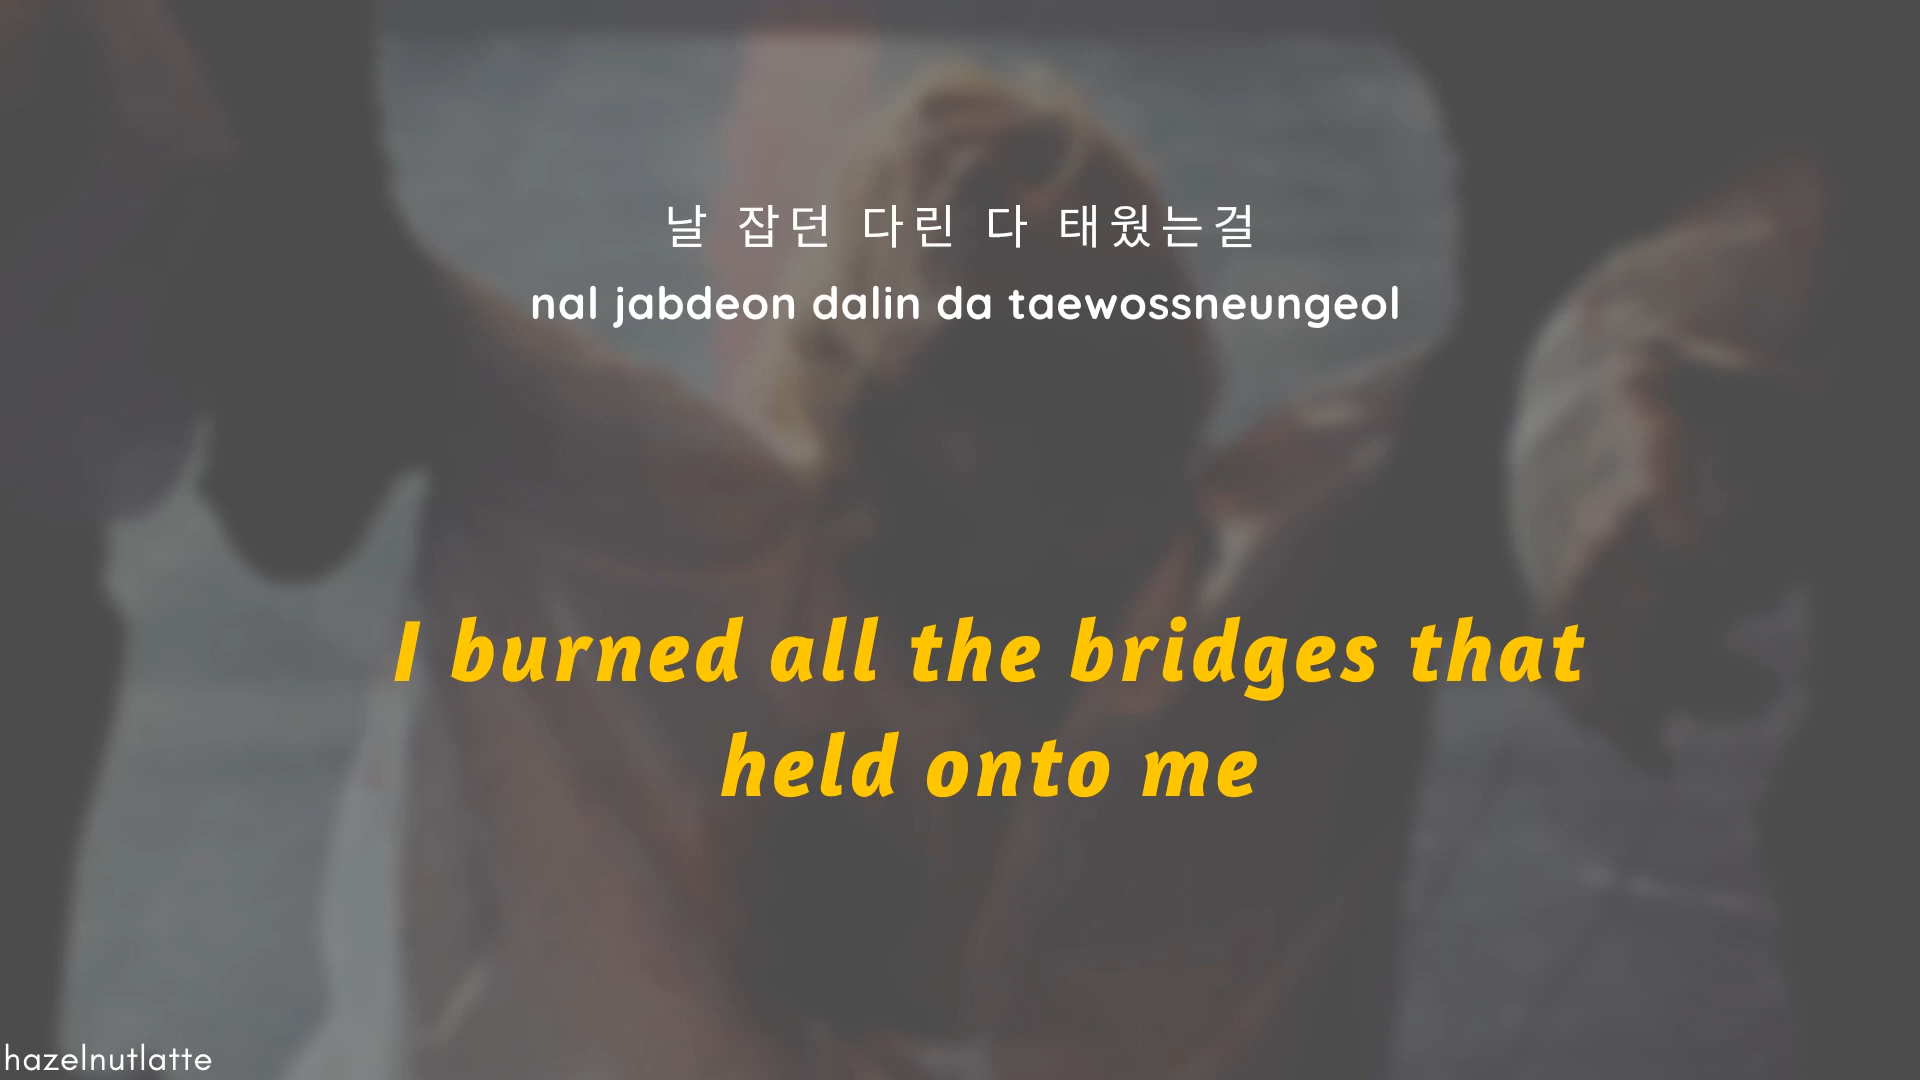 날 잡던 다린 다 태웠는걸
nal jabdeon dalin da taewossneungeol
I burned all the bridges that
held onto me
hazelnutlatte